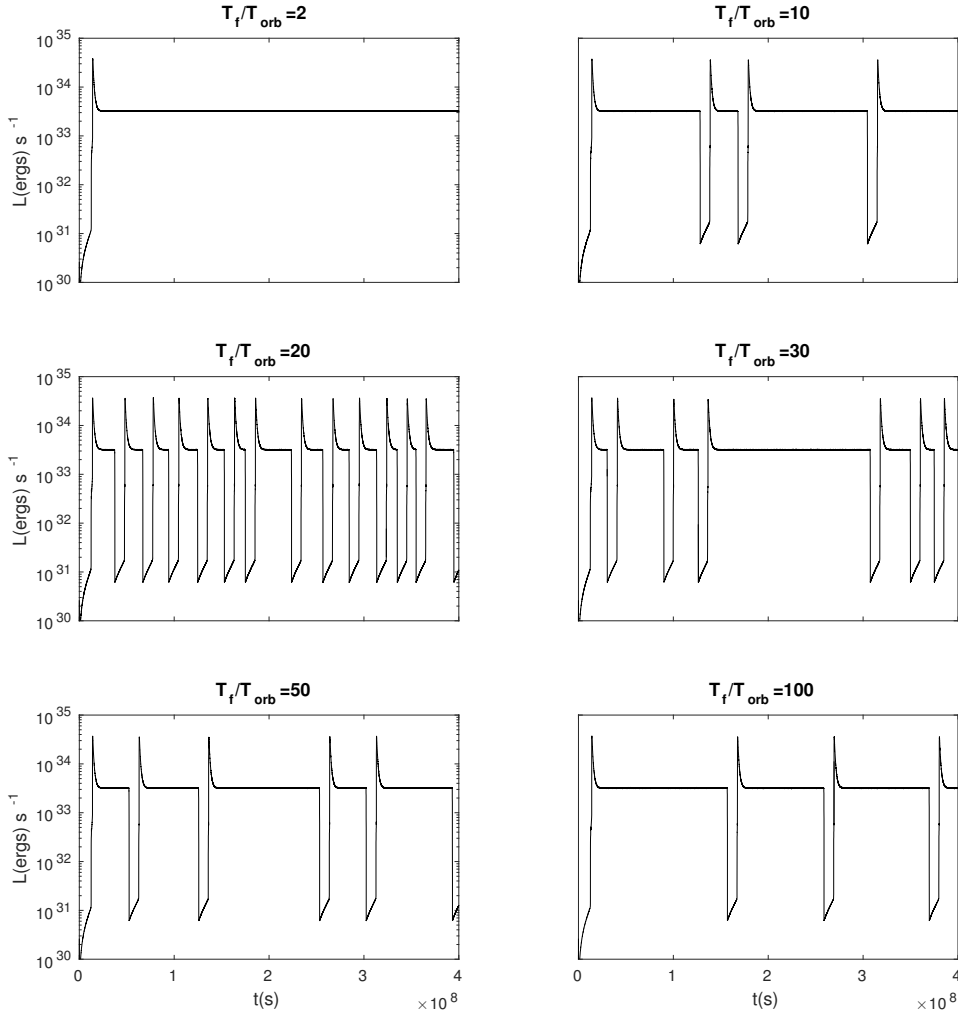 T_f/T_orb =2
T_f/T_orb =10
10^35
10^34
10^33
10^32
10^31
10^30
L(ergs) s^-1
T_f/T_orb =20
T_f/T_orb =30
10^35
10^34
10^33
10^32
10^31
10^30
L(ergs) s^-1
T_f/T_orb =50
T_f/T_orb =100
10^35
10^34
10^33
10^32
10^31
10^30
L(ergs) s^-1
0 1 2 3 4
t(s)
×10^8
0 1 2 3 4
t(s)
×10^8